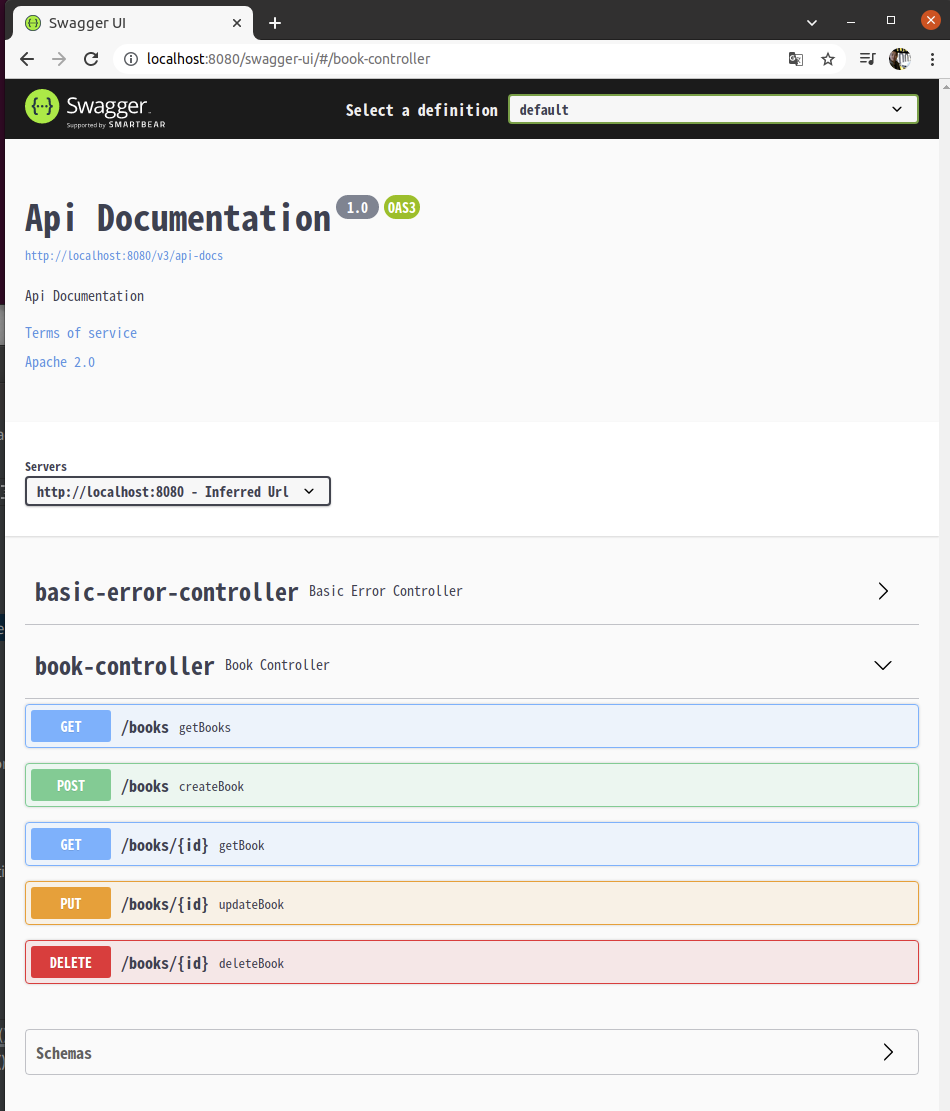 Swagger UI
localhost:8080/swagger-ui/#/book-controller
Swagger
Supported by SMARTBEAR
Select a definition
default
Api Documentation 1.0 OAS3
http://localhost:8080/v3/api-docs
Api Documentation
Terms of service
Apache 2.0
Servers
http://localhost:8080 - Inferred Url
basic-error-controller Basic Error Controller
book-controller Book Controller
GET /books getBooks
POST /books createBook
GET /books/{id} getBook
PUT /books/{id} updateBook
DELETE /books/{id} deleteBook
Schemas